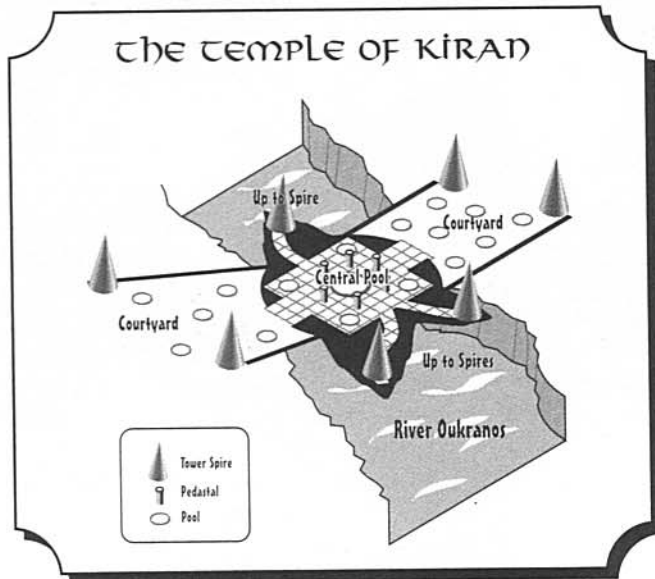 THE TEMPLE OF KIRAN
Up to Spire
Courtyard
Central Pool
Courtyard
Up to Spires
River Oukranos
Tower Spire
Pedastal
Pool